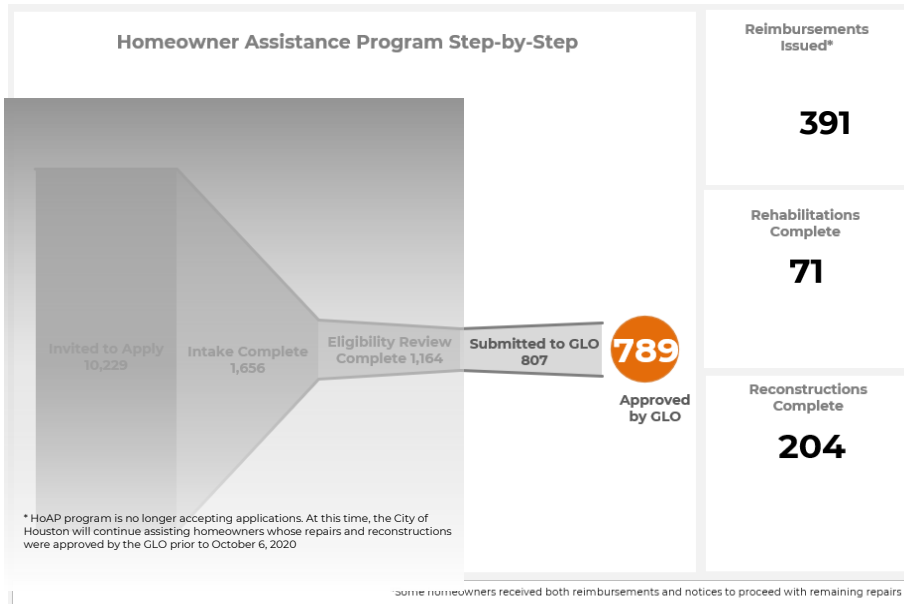 Homeowner Assistance Program Step-by-Step
Invited to Apply
10,229
Intake Complete
1,656
Eligibility Review
Complete 1,164
Submitted to GLO
807
789
Approved
by GLO
* HoAP program is no longer accepting applications. At this time, the City of
Houston will continue assisting homeowners whose repairs and reconstructions
were approved by the GLO prior to October 6, 2020
Reimbursements
Issued*
391
Rehabilitations
Complete
71
Reconstructions
Complete
204
*Some homeowners received both reimbursements and notices to proceed with remaining repairs